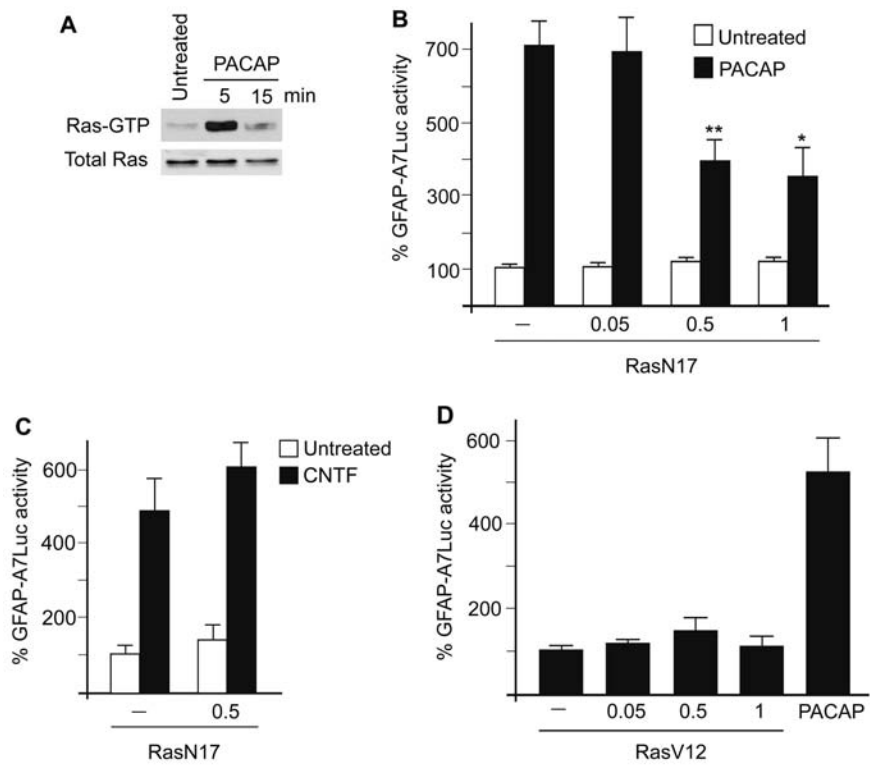 A
Untreated
PACAP
5 15 min
Ras-GTP
Total Ras
B
% GFAP-A7Luc activity
700
500
300
100
Untreated
PACAP
**
*
— 0.05 0.5 1
RasN17
C
% GFAP-A7Luc activity
600
400
200
Untreated
CNTF
— 0.5
RasN17
D
% GFAP-A7Luc activity
600
400
200
— 0.05 0.5 1 PACAP
RasV12